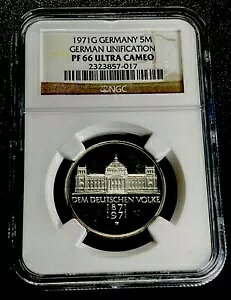 1971G GERMANY 5M
GERMAN UNIFICATION
PF 66 ULTRA CAMEO
2323857-017
NGC
DEM DEUTSCHEN VOLKE
1871
1971